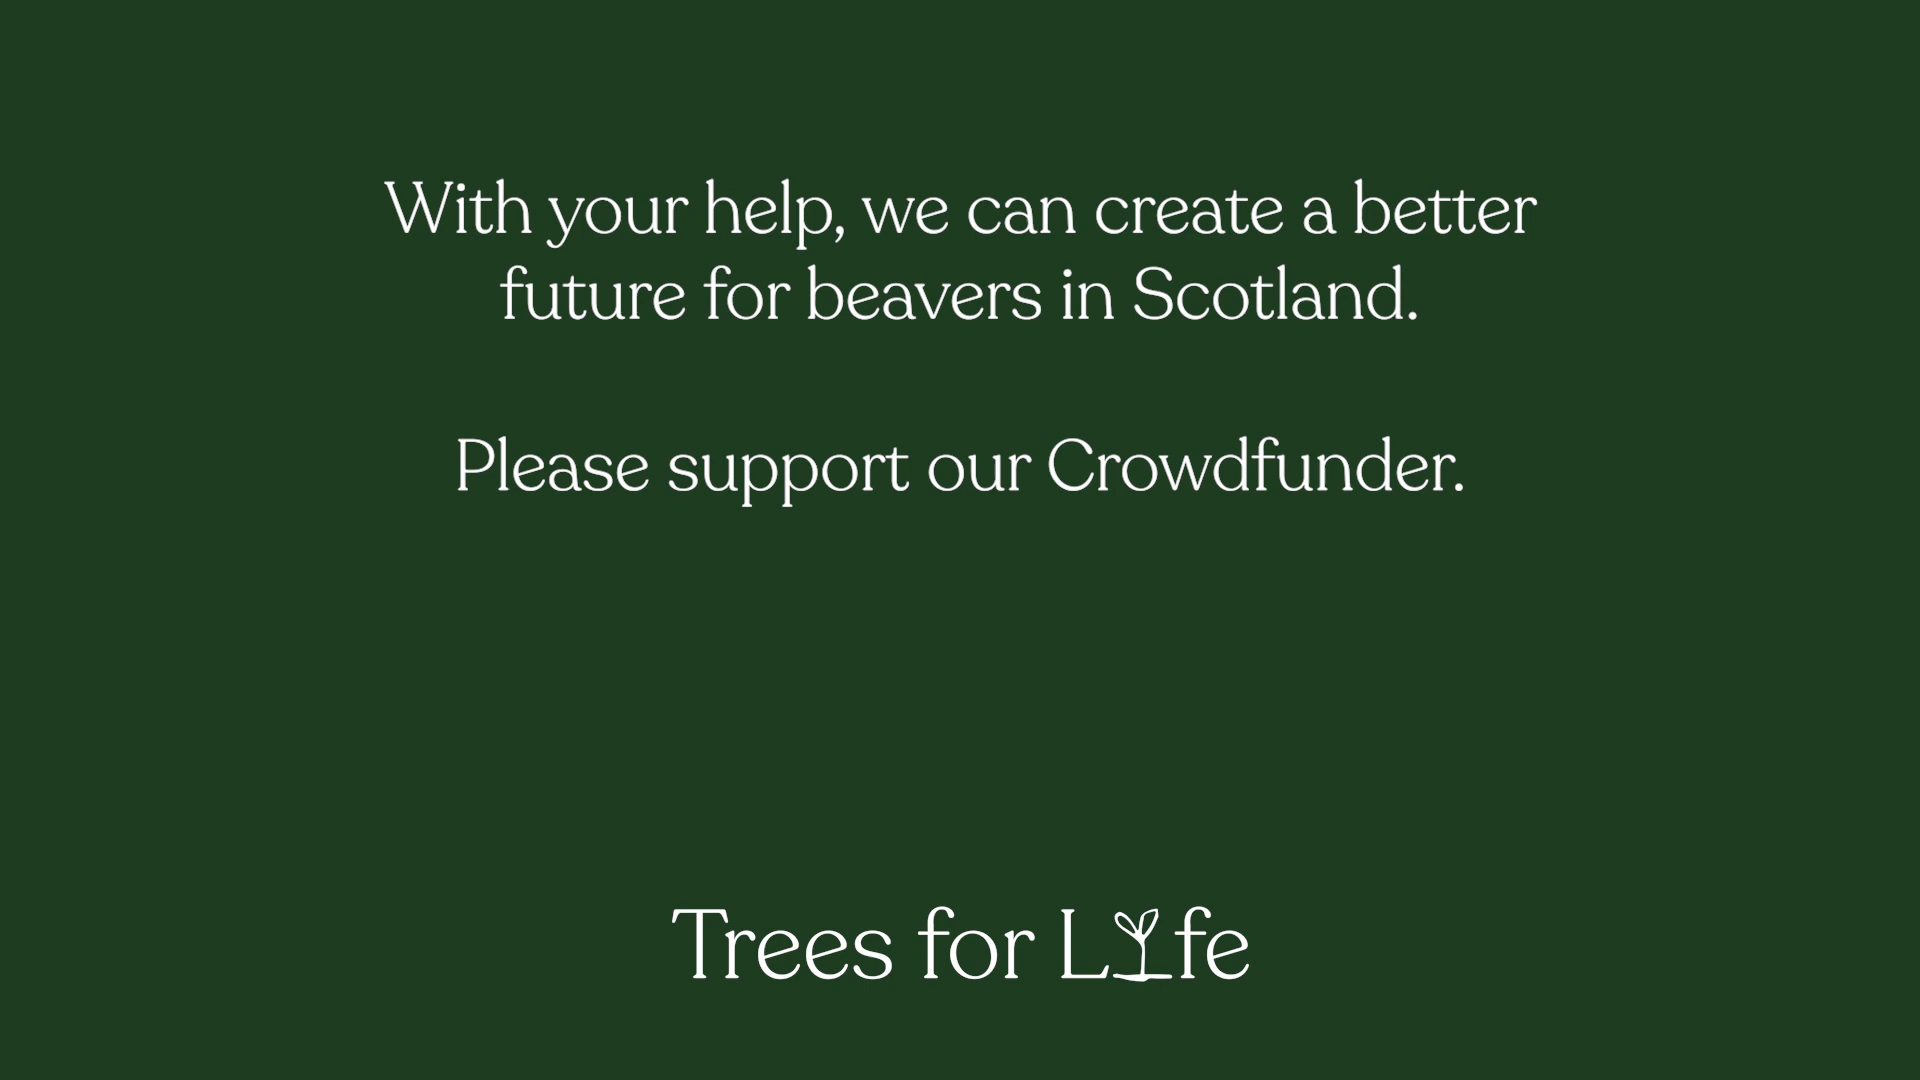 With your help, we can create a better
future for beavers in Scotland.
Please support our Crowdfunder.
Trees for Life